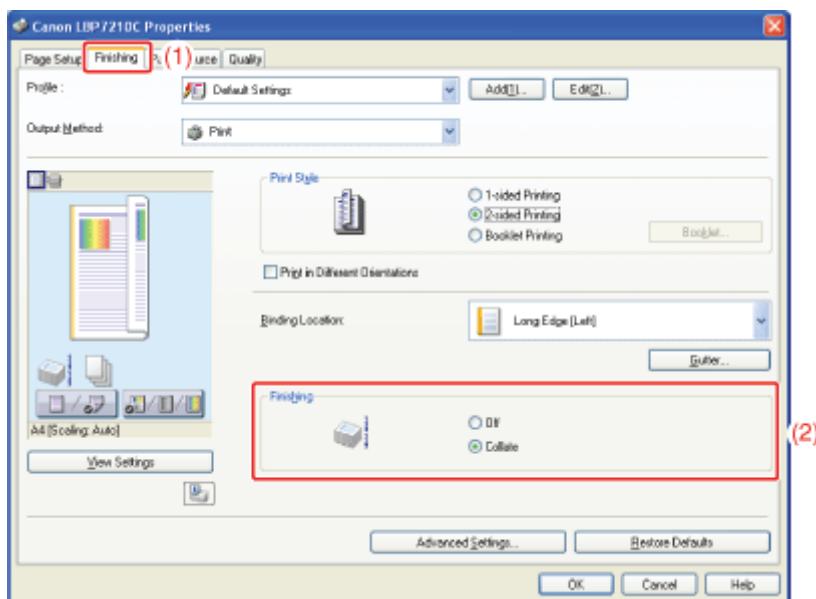 Canon LBP7210C Properties
Page Setup Finishing (1) urce Quality
Profile : Default Settings Add(1)... Edit(2)...
Output Method: Print
Print Style
1-sided Printing
2-sided Printing
Booklet Printing Booklet...
Print in Different Orientations
Binding Location: Long Edge [Left]
Gutter...
Finishing
Off
Collate
(2)
A4 [Scaling: Auto]
View Settings
Advanced Settings... Restore Defaults
OK Cancel Help